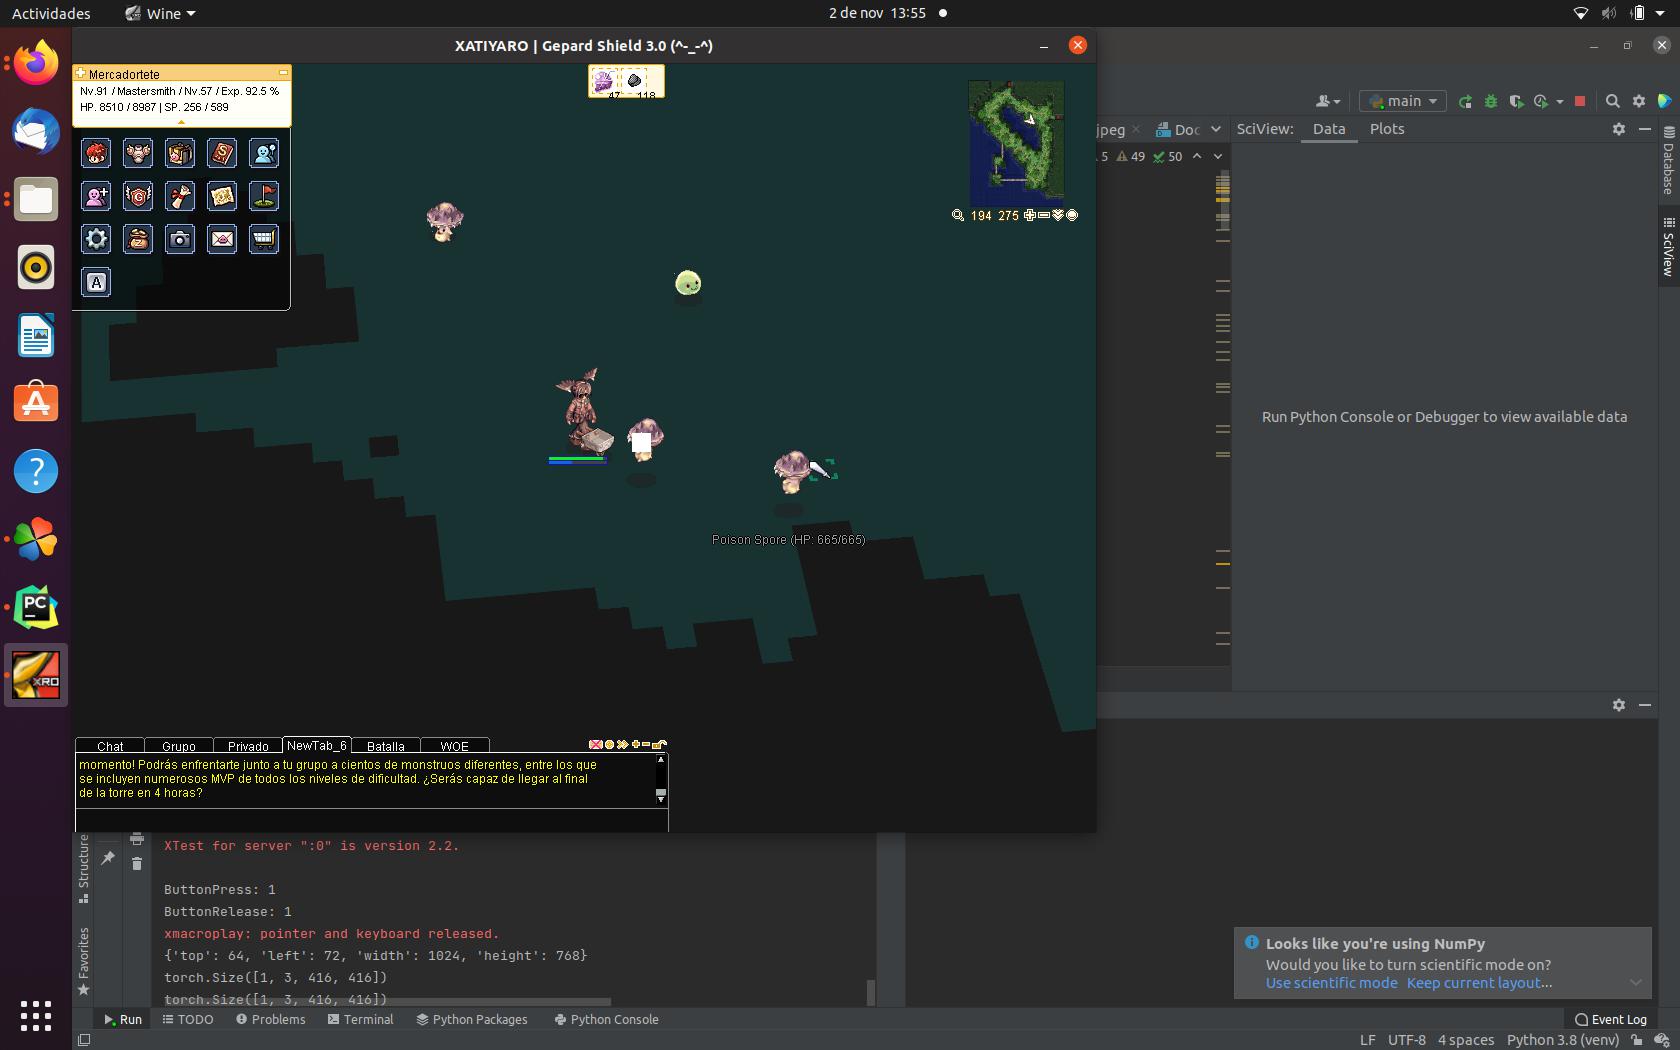 Actividades
Wine
2 de nov 13:55
XATIYARO | Gepard Shield 3.0 (^-_-^)
Mercadortete
Nv.91 / Mastersmith / Nv.57 / Exp. 92.5 %
HP. 8510 / 8987 | SP. 256 / 589
47
118
194 275
main
jpeg
Doc
SciView:
Data
Plots
5
49
50
Database
SciView
Run Python Console or Debugger to view available data
Poison Spore (HP: 665/665)
Chat
Grupo
Privado
NewTab_6
Batalla
WOE
momento! Podrás enfrentarte junto a tu grupo a cientos de monstruos diferentes, entre los que
se incluyen numerosos MVP de todos los niveles de dificultad. ¿Serás capaz de llegar al final
de la torre en 4 horas?
PC
XRO
A
G
Structure
Favorites
XTest for server ":0" is version 2.2.
ButtonPress: 1
ButtonRelease: 1
xmacroplay: pointer and keyboard released.
{'top': 64, 'left': 72, 'width': 1024, 'height': 768}
torch.Size([1, 3, 416, 416])
torch.Size([1, 3, 416, 416])
Looks like you're using NumPy
Would you like to turn scientific mode on?
Use scientific mode
Keep current layout...
Run
TODO
Problems
Terminal
Python Packages
Python Console
Event Log
LF
UTF-8
4 spaces
Python 3.8 (venv)